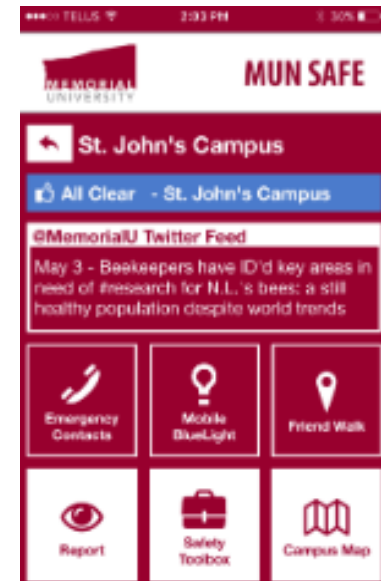 TELUS 2:03 PM 30%
MEMORIAL
UNIVERSITY
MUN SAFE
St. John's Campus
All Clear - St. John's Campus
@MemorialU Twitter Feed
May 3 - Beekeepers have ID'd key areas in
need of #research for N.L.'s bees: a still
healthy population despite world trends
Emergency
Contacts
Mobile
BlueLight
Friend Walk
Report
Safety
Toolbox
Campus Map